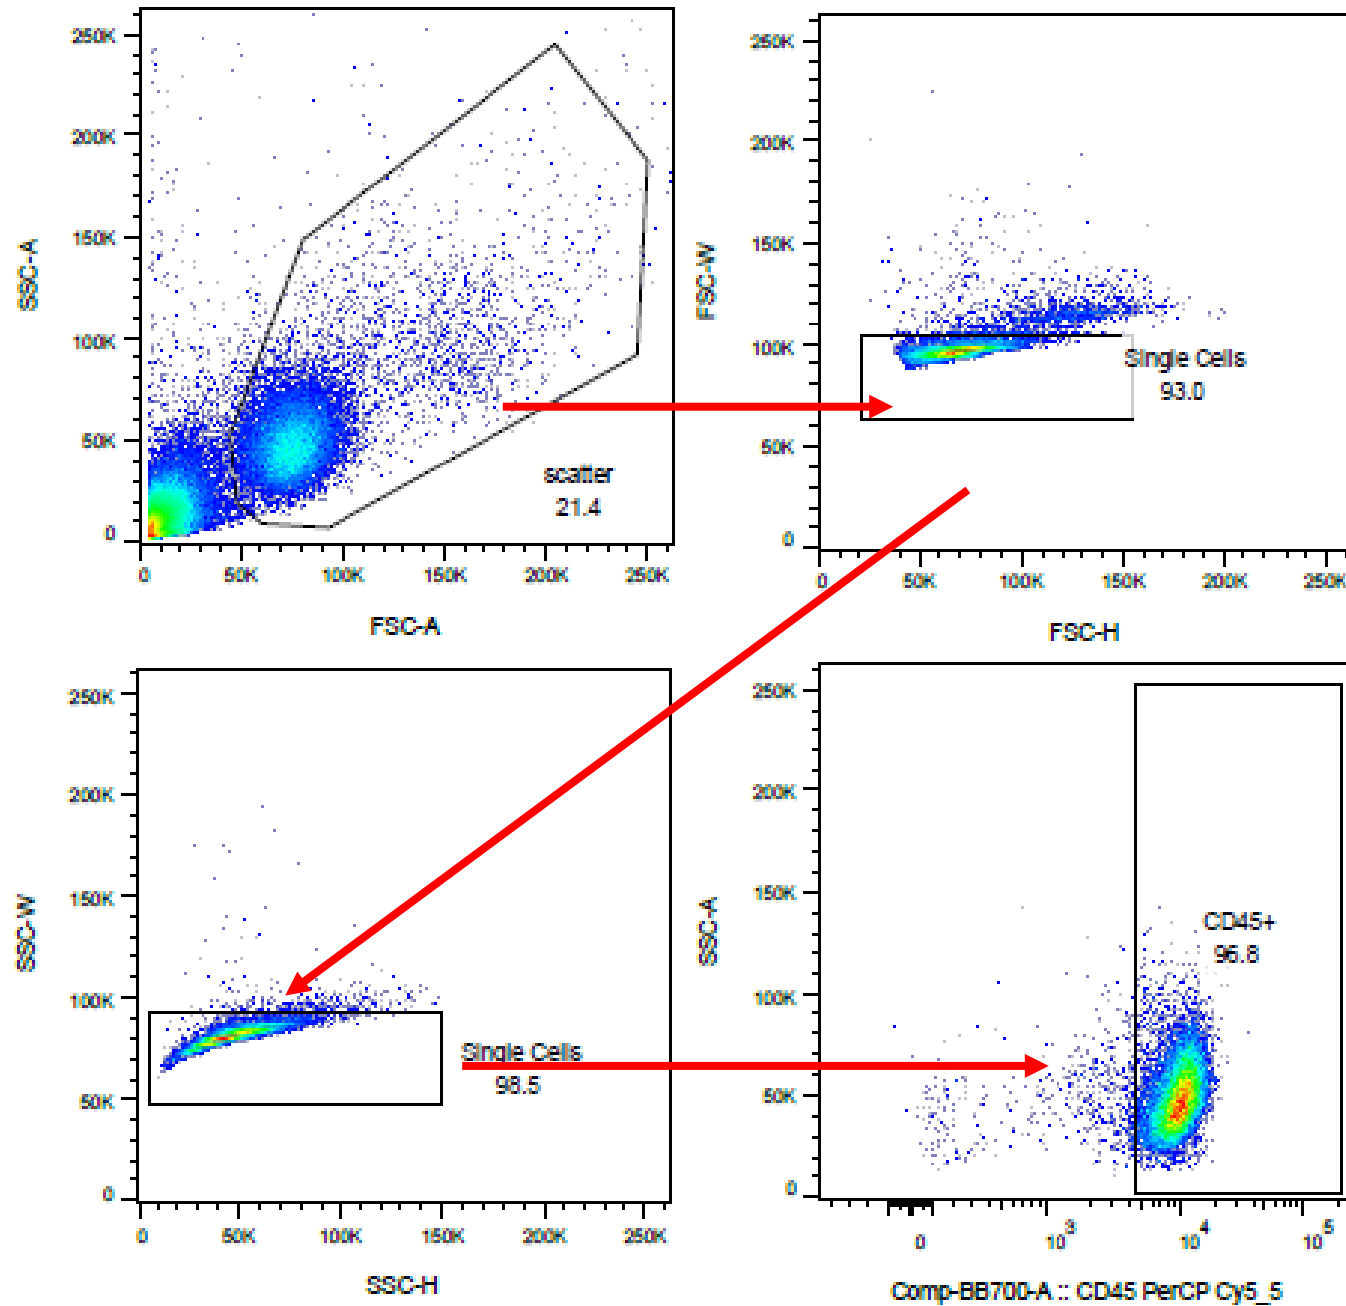 SSC-A
250K
200K
150K
100K
50K
0
scatter
21.4
0 50K 100K 150K 200K 250K
FSC-A
FSC-W
250K
200K
150K
100K
50K
0
Single Cells
93.0
0 50K 100K 150K 200K 250K
FSC-H
SSC-W
250K
200K
150K
100K
50K
0
Single Cells
98.5
0 50K 100K 150K 200K 250K
SSC-H
SSC-A
250K
200K
150K
100K
50K
0
CD45+
95.8
0 10^3 10^4 10^5
Comp-BB700-A :: CD45 PerCP Cy5_5